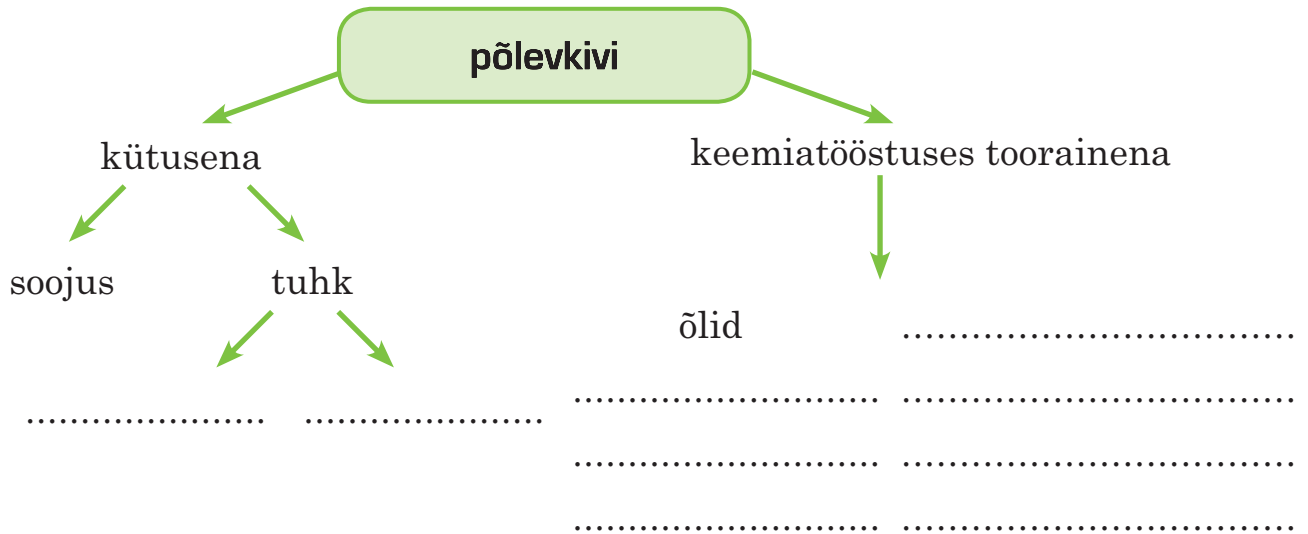 põlevkivi
kütusena
keemiatööstuses toorainena
soojus tuhk
õlid ....................................
...................... ...................... ............................ ....................................
............................ ....................................
............................ ....................................